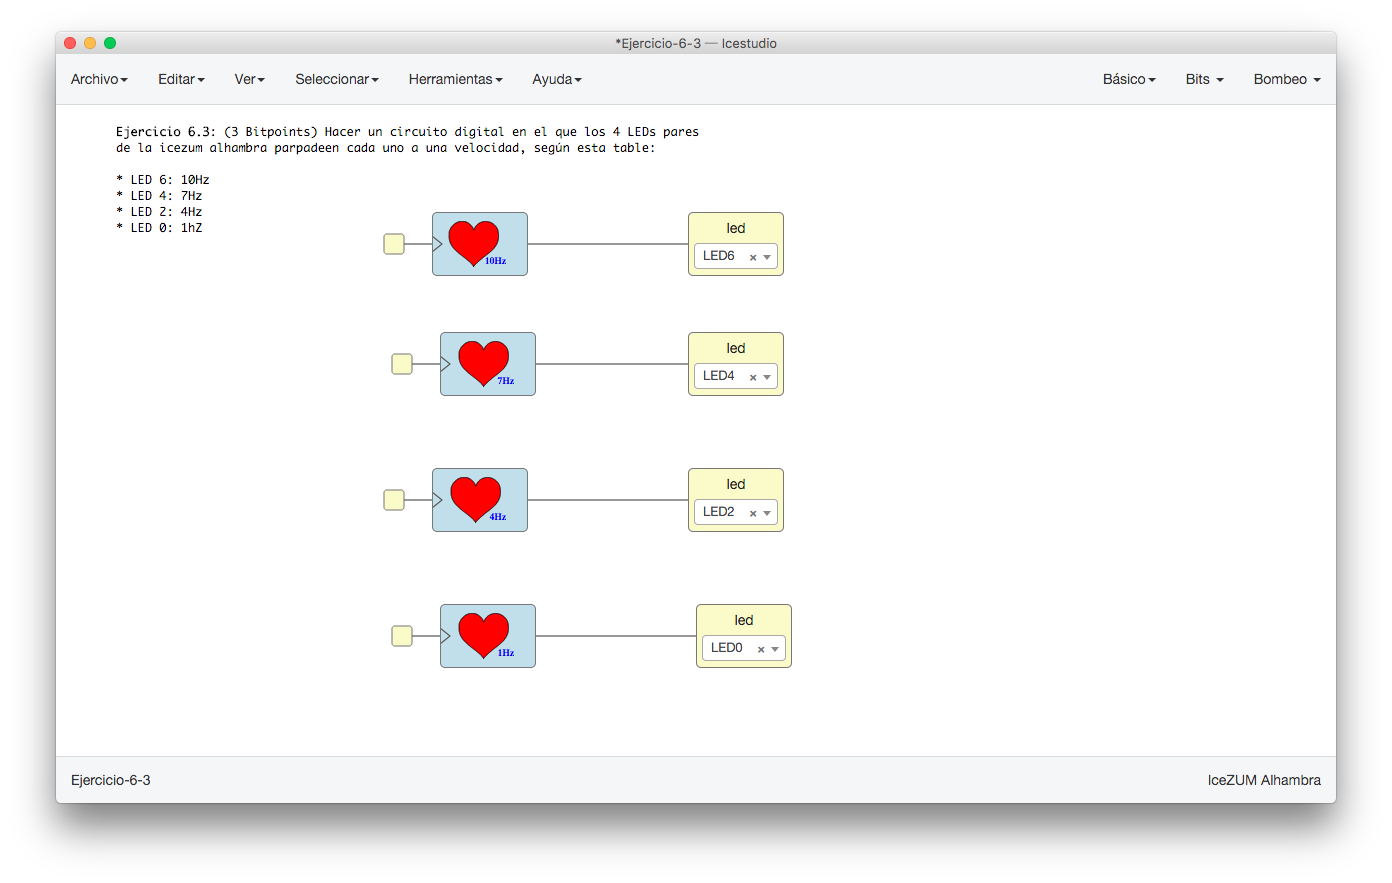 *Ejercicio-6-3 — Icestudio
Archivo Editar Ver Seleccionar Herramientas Ayuda Básico Bits Bombeo
Ejercicio 6.3: (3 Bitpoints) Hacer un circuito digital en el que los 4 LEDs pares
de la icezum alhambra parpadeen cada uno a una velocidad, según esta table:
* LED 6: 10Hz
* LED 4: 7Hz
* LED 2: 4Hz
* LED 0: 1hZ
10Hz
led
LED6 ×
7Hz
led
LED4 ×
4Hz
led
LED2 ×
1Hz
led
LED0 ×
Ejercicio-6-3 IceZUM Alhambra